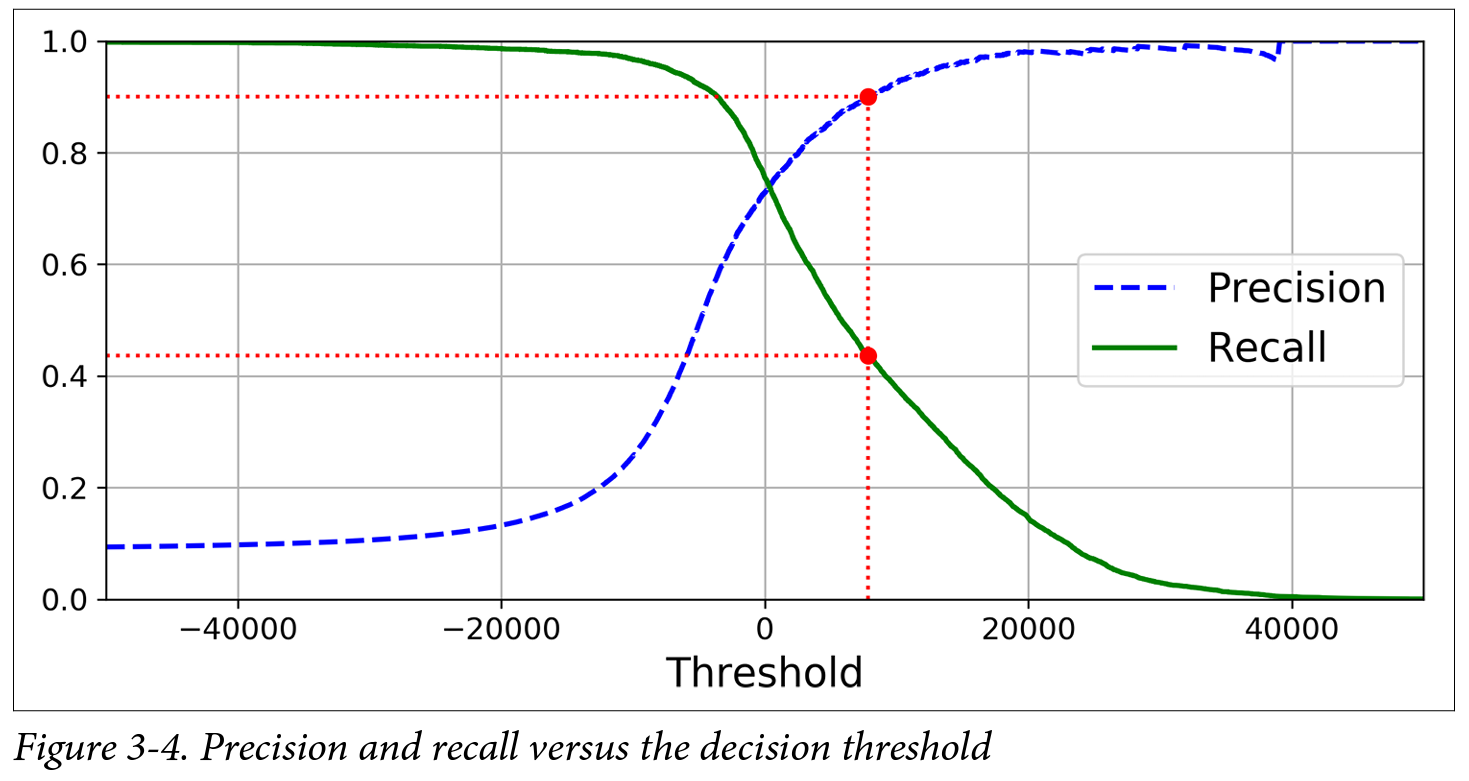 1.0
0.8
0.6
0.4
0.2
0.0
Precision
Recall
−40000 −20000 0 20000 40000
Threshold
Figure 3-4. Precision and recall versus the decision threshold